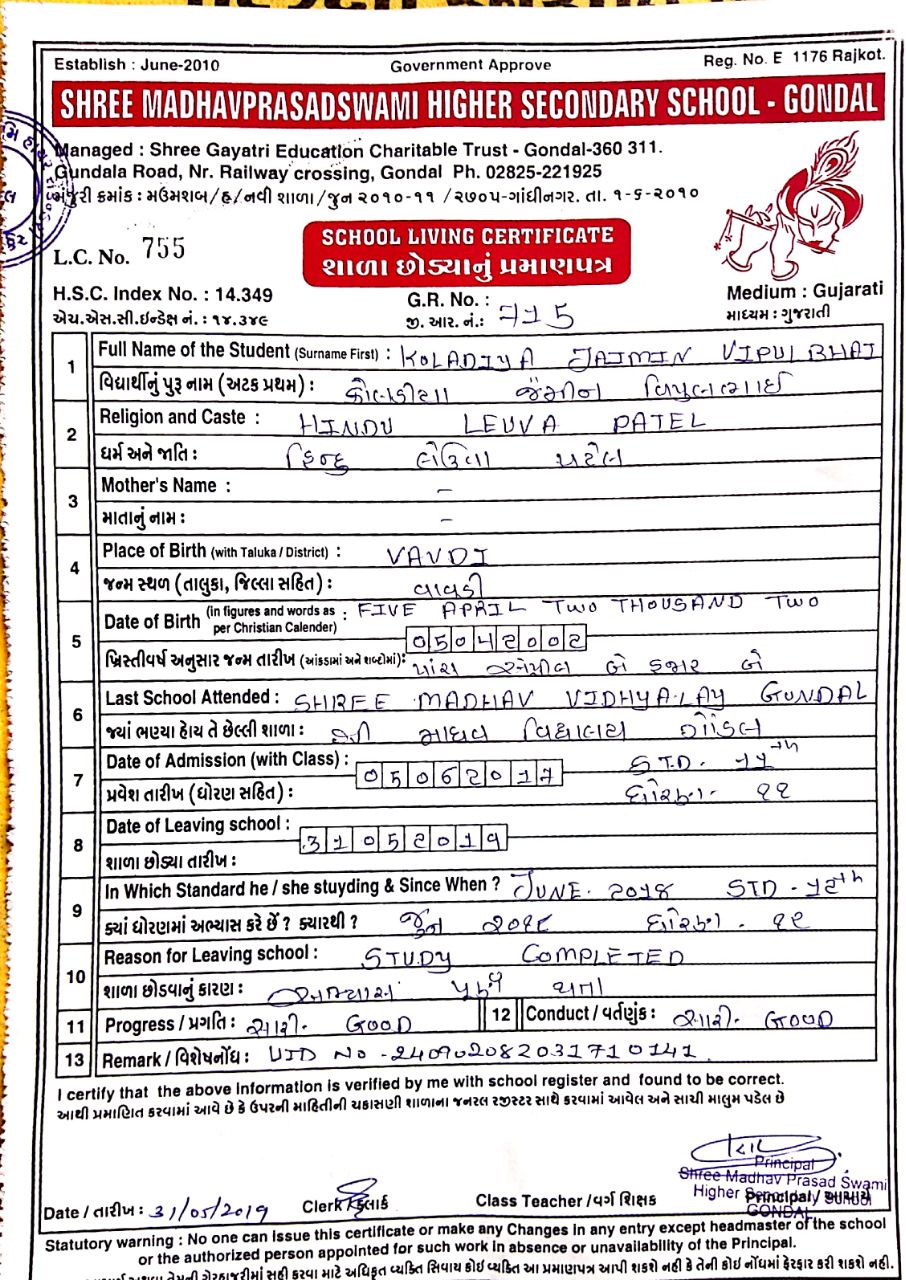 Establish : June-2010 Government Approve Reg. No. E 1176 Rajkot.
SHREE MADHAVPRASADSWAMI HIGHER SECONDARY SCHOOL - GONDAL
Managed : Shree Gayatri Education Charitable Trust - Gondal-360 311.
Gundala Road, Nr. Railway crossing, Gondal Ph. 02825-221925
મંજુરી ક્રમાંક : મઉમશબ/હ/નવી શાળા/જુન ૨૦૧૦-૧૧ /૨૭૦૫-ગાંધીનગર. તા. ૧-૬-૨૦૧૦
SCHOOL LIVING CERTIFICATE
L.C. No. 755
શાળા છોડ્યાનું પ્રમાણપત્ર
H.S.C. Index No. : 14.349 G.R. No. : Medium : Gujarati
એચ.એસ.સી.ઇન્ડેક્ષ નં. : ૧૪.૩૪૯ જી. આર. નં.: 715 માધ્યમ : ગુજરાતી
1 Full Name of the Student (Surname First) : KOLADIYA JAIMIN VIPULBHAI
વિદ્યાર્થીનું પુરૂ નામ (અટક પ્રથમ) : કોલડીયા જૈમીન વિપુલભાઈ
2 Religion and Caste : HINDU LEUVA PATEL
ધર્મ અને જાતિ : હિન્દુ લેઉવા પટેલ
3 Mother's Name : –
માતાનું નામ : –
4 Place of Birth (with Taluka / District) : VAVDI
જન્મ સ્થળ (તાલુકા, જિલ્લા સહિત) : વાવડી
5 Date of Birth (in figures and words as per Christian Calender) : FIVE APRIL TWO THOUSAND TWO
05042002
ખ્રિસ્તીવર્ષ અનુસાર જન્મ તારીખ (આંકડામાં અને શબ્દોમાં): પાંચ એપ્રીલ બે હજાર બે
6 Last School Attended : SHREE MADHAV VIDHYALAY GONDAL
જ્યાં ભણ્યા હોય તે છેલ્લી શાળા : શ્રી માધવ વિદ્યાલય ગોંડલ
7 Date of Admission (with Class) : 05062017 STD. 11th
પ્રવેશ તારીખ (ધોરણ સહિત) : ધોરણ. ૧૧
8 Date of Leaving school : 31052019
શાળા છોડ્યા તારીખ :
9 In Which Standard he / she stuyding & Since When ? JUNE. 2018 STD - 12th
ક્યાં ધોરણમાં અભ્યાસ કરે છે ? ક્યારથી ? જુન ૨૦૧૮ ધોરણ . ૧૨
10 Reason for Leaving school : STUDY COMPLETED
શાળા છોડવાનું કારણ : અભ્યાસ પૂર્ણ થતા
11 Progress / પ્રગતિ : સારી. GOOD 12 Conduct / વર્તણુંક : સારી. GOOD
13 Remark / વિશેષનોંધ : UID No - 240902082031710141.
I certify that the above Information is verified by me with school register and found to be correct.
આથી પ્રમાણિત કરવામાં આવે છે કે ઉપરની માહિતીની ચકાસણી શાળાના જનરલ રજીસ્ટર સાથે કરવામાં આવેલ અને સાચી માલુમ પડેલ છે
Principal
Shree Madhav Prasad Swami
Higher Secondary School
GONDAL
Date / તારીખ : 31/05/2019 Clerk / ક્લાર્ક Class Teacher /વર્ગ શિક્ષક Principal / આચાર્ય
Statutory warning : No one can issue this certificate or make any Changes in any entry except headmaster of the school
or the authorized person appointed for such work in absence or unavailability of the Principal.
અથવા તેમની ગેરહાજરીમાં સહી કરવા માટે અધિકૃત વ્યક્તિ સિવાય કોઈ વ્યક્તિ આ પ્રમાણપત્ર આપી શકશે નહી કે તેની કોઈ નોંધમાં ફેરફાર કરી શકશે નહી.